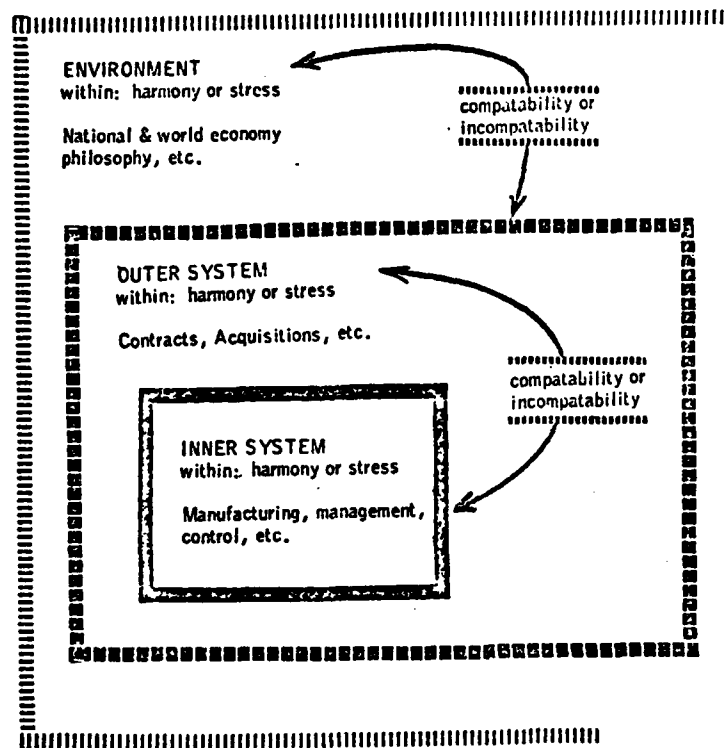 ENVIRONMENT
within: harmony or stress
National & world economy
philosophy, etc.
compatability or
incompatability
OUTER SYSTEM
within: harmony or stress
Contracts, Acquisitions, etc.
compatability or
incompatability
INNER SYSTEM
within: harmony or stress
Manufacturing, management,
control, etc.